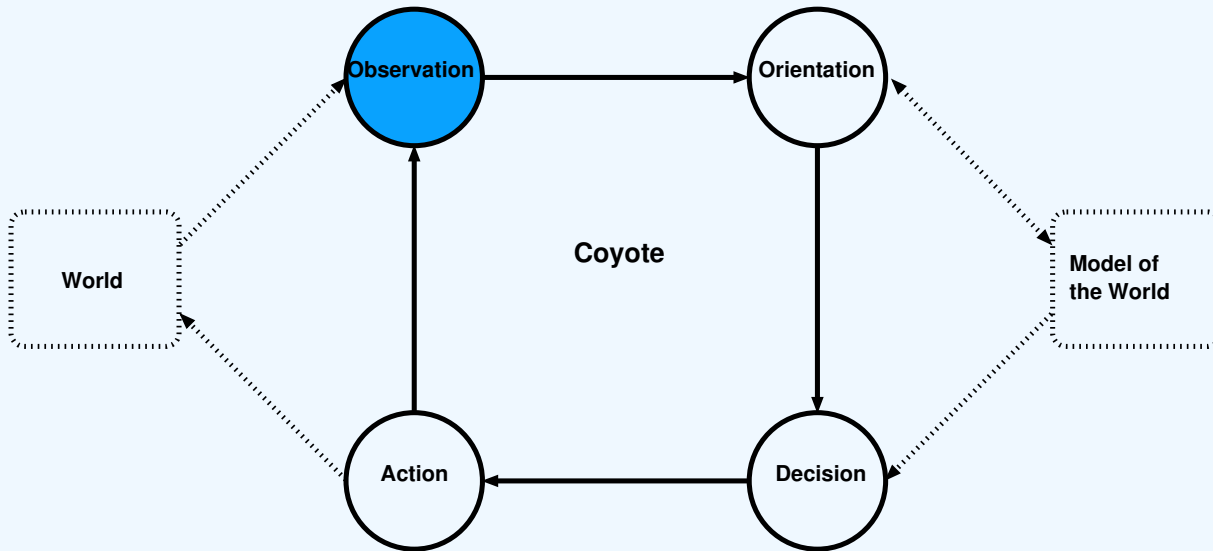 Observation
Orientation
Coyote
World
Model of
the World
Action
Decision